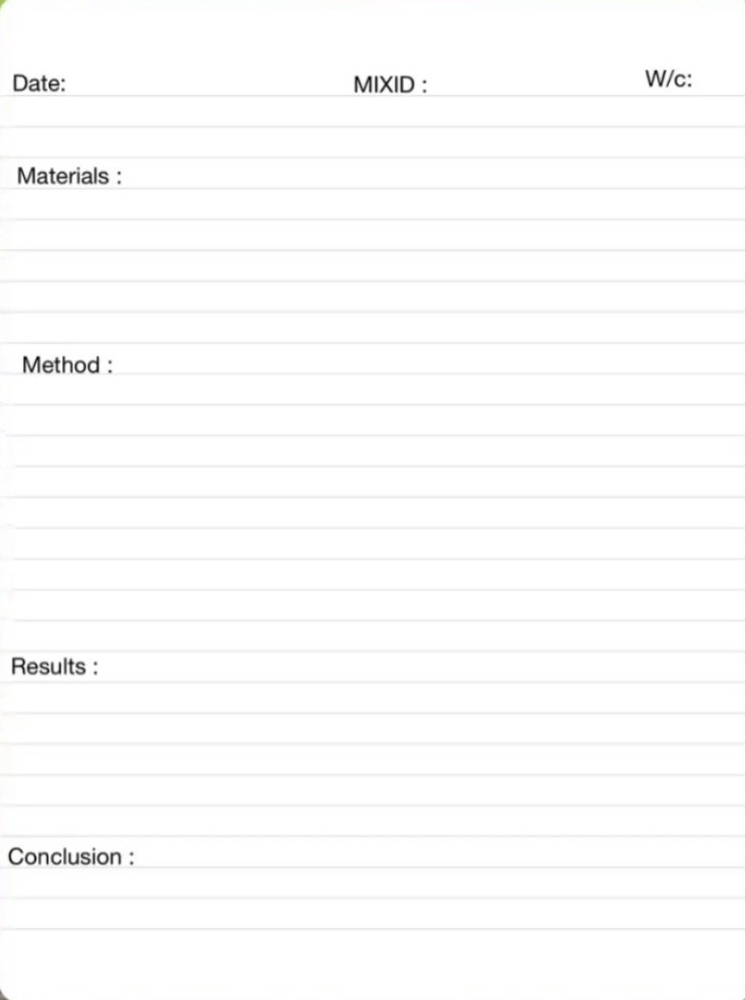 Date: MIXID : W/c:
Materials :
Method :
Results :
Conclusion :